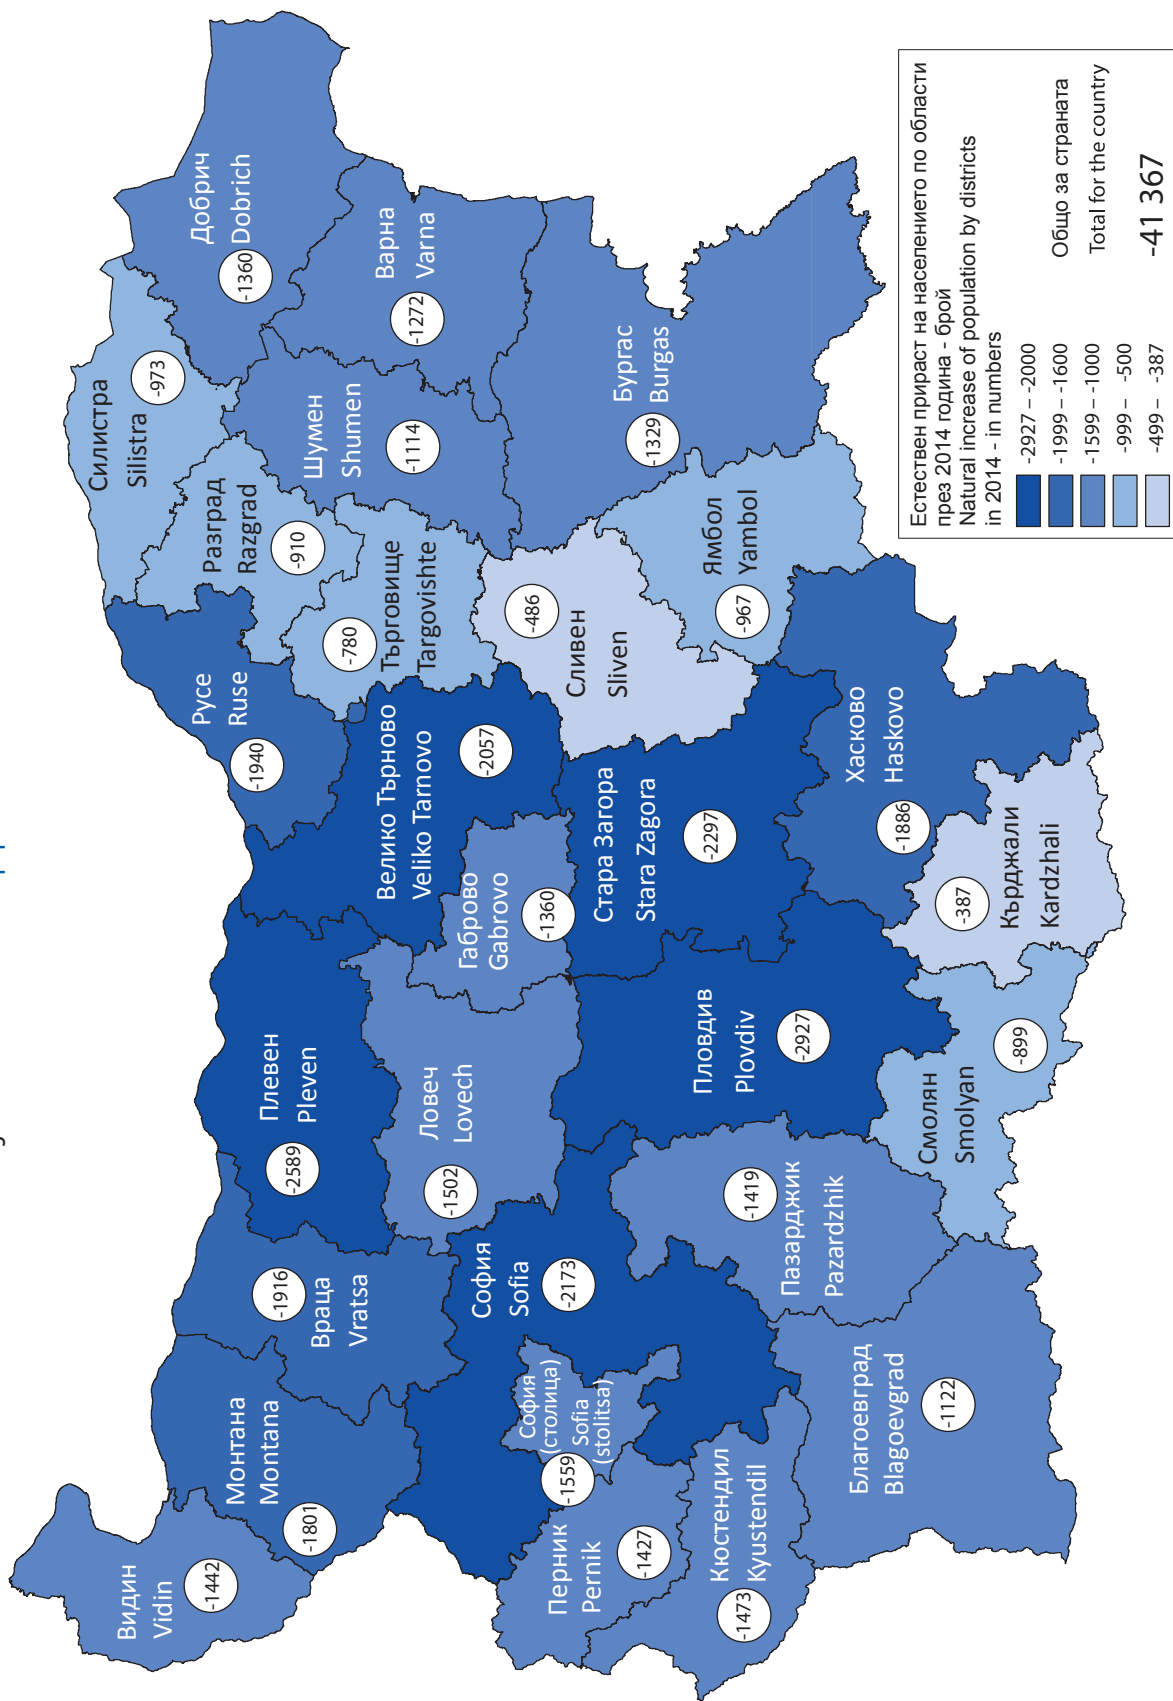 Видин
Vidin
-1442
Монтана
Montana
-1801
Враца
Vratsa
-1916
Плевен
Pleven
-2589
Ловеч
Lovech
-1502
Велико Търново
Veliko Tarnovo
-2057
Габрово
Gabrovo
-1360
Русе
Ruse
-1940
Разград
Razgrad
-910
Търговище
Targovishte
-780
Силистра
Silistra
-973
Добрич
Dobrich
-1360
Варна
Varna
-1272
Шумен
Shumen
-1114
Бургас
Burgas
-1329
Сливен
Sliven
-486
Ямбол
Yambol
-967
Стара Загора
Stara Zagora
-2297
Хасково
Haskovo
-1886
Кърджали
Kardzhali
-387
Пловдив
Plovdiv
-2927
Смолян
Smolyan
-899
Пазарджик
Pazardzhik
-1419
София
Sofia
-2173
София
(столица)
Sofia
(stolitsa)
-1559
Перник
Pernik
-1427
Кюстендил
Kyustendil
-1473
Благоевград
Blagoevgrad
-1122
Естествен прираст на населението по области
през 2014 година - брой
Natural increase of population by districts
in 2014 - in numbers
-2927 – -2000
-1999 – -1600
-1599 – -1000
-999 – -500
-499 – -387
Общо за страната
Total for the country
-41 367